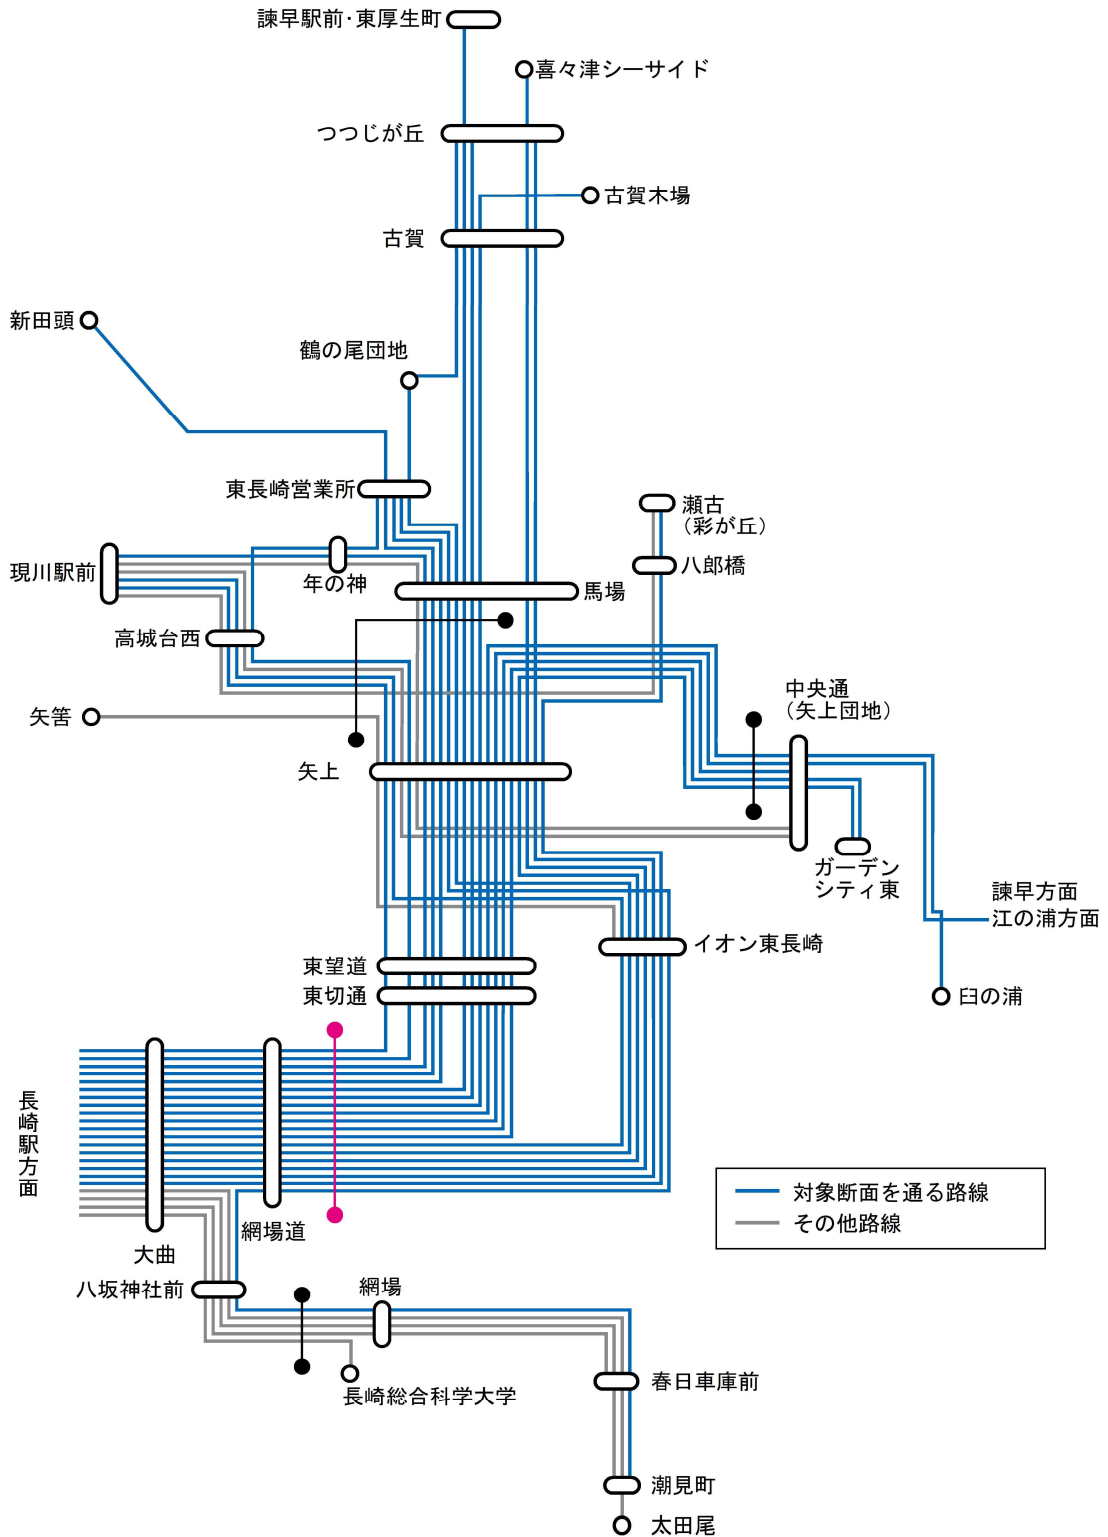 諫早駅前･東厚生町
喜々津シーサイド
つつじが丘
古賀木場
古賀
新田頭
鶴の尾団地
東長崎営業所
瀬古
（彩が丘）
八郎橋
現川駅前
年の神
馬場
高城台西
中央通
（矢上団地）
矢筈
矢上
ガーデン
シティ東
諫早方面
江の浦方面
イオン東長崎
東望道
東切通
臼の浦
長崎駅方面
対象断面を通る路線
その他路線
網場道
大曲
八坂神社前
網場
長崎総合科学大学
春日車庫前
潮見町
太田尾